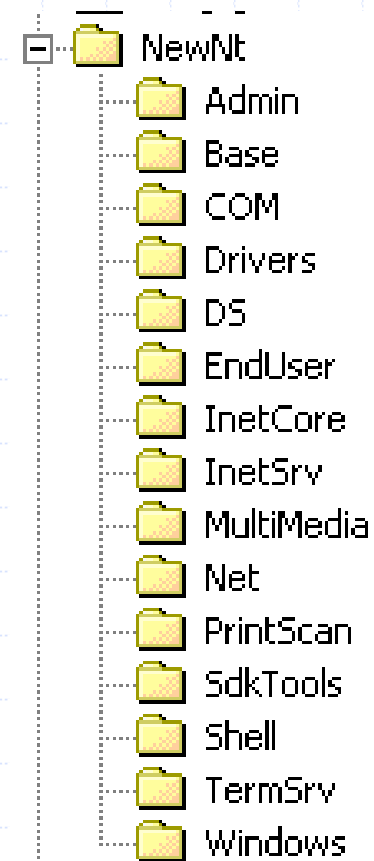 NewNt
Admin
Base
COM
Drivers
DS
EndUser
InetCore
InetSrv
MultiMedia
Net
PrintScan
SdkTools
Shell
TermSrv
Windows